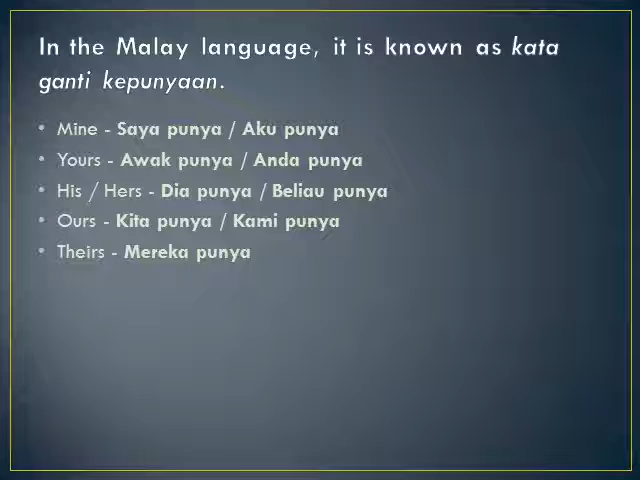 In the Malay language, it is known as kata
ganti kepunyaan.
• Mine - Saya punya / Aku punya
• Yours - Awak punya / Anda punya
• His / Hers - Dia punya / Beliau punya
• Ours - Kita punya / Kami punya
• Theirs - Mereka punya